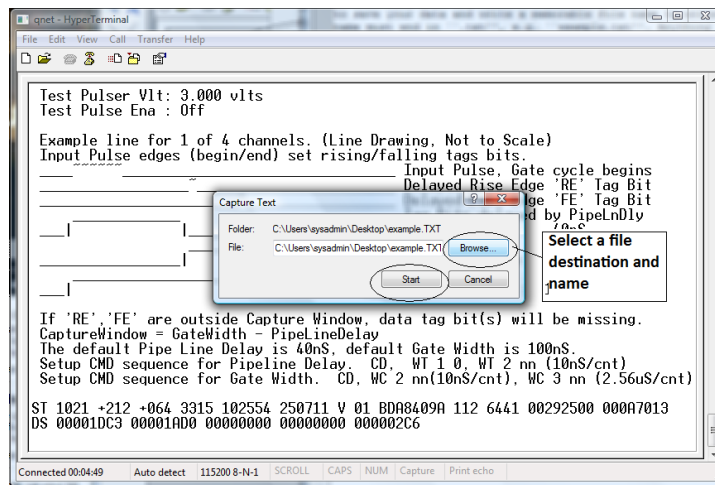 qnet - HyperTerminal
File Edit View Call Transfer Help
Test Pulser Vlt: 3.000 vlts
Test Pulse Ena : Off
Example line for 1 of 4 channels. (Line Drawing, Not to Scale)
Input Pulse edges (begin/end) set rising/falling tags bits.
Input Pulse, Gate cycle begins
Delayed Rise Edge 'RE' Tag Bit
dge 'FE' Tag Bit
d by PipeLnDly
Capture Text
Folder: C:\Users\sysadmin\Desktop\example.TXT
File: C:\Users\sysadmin\Desktop\example.TXT Browse...
Start Cancel
Select a file
destination and
name
If 'RE','FE' are outside Capture Window, data tag bit(s) will be missing.
CaptureWindow = GateWidth - PipeLineDelay
The default Pipe Line Delay is 40nS, default Gate Width is 100nS.
Setup CMD sequence for Pipeline Delay. CD, WT 1 0, WT 2 nn (10nS/cnt)
Setup CMD sequence for Gate Width. CD, WC 2 nn(10nS/cnt), WC 3 nn (2.56uS/cnt)
ST 1021 +212 +064 3315 102554 250711 V 01 BDA8409A 112 6441 00292500 000A7013
DS 00001DC3 00001AD0 00000000 00000000 000002C6
Connected 00:04:49 Auto detect 115200 8-N-1 SCROLL CAPS NUM Capture Print echo